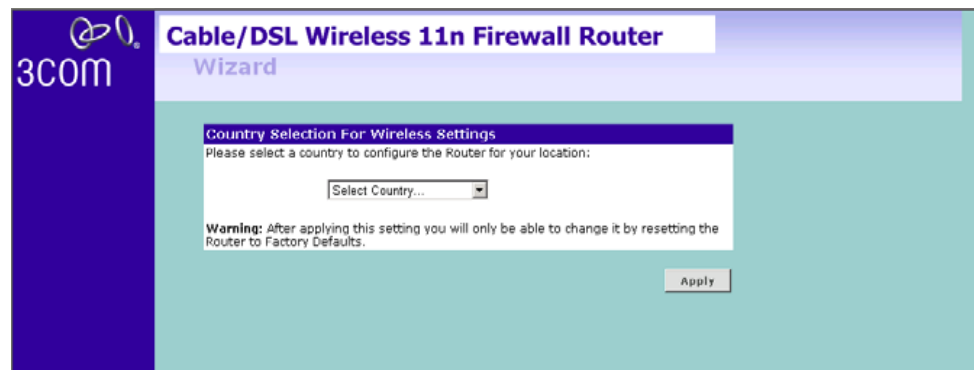 3COM
Cable/DSL Wireless 11n Firewall Router
Wizard
Country Selection For Wireless Settings
Please select a country to configure the Router for your location:
Select Country...
Warning: After applying this setting you will only be able to change it by resetting the
Router to Factory Defaults.
Apply